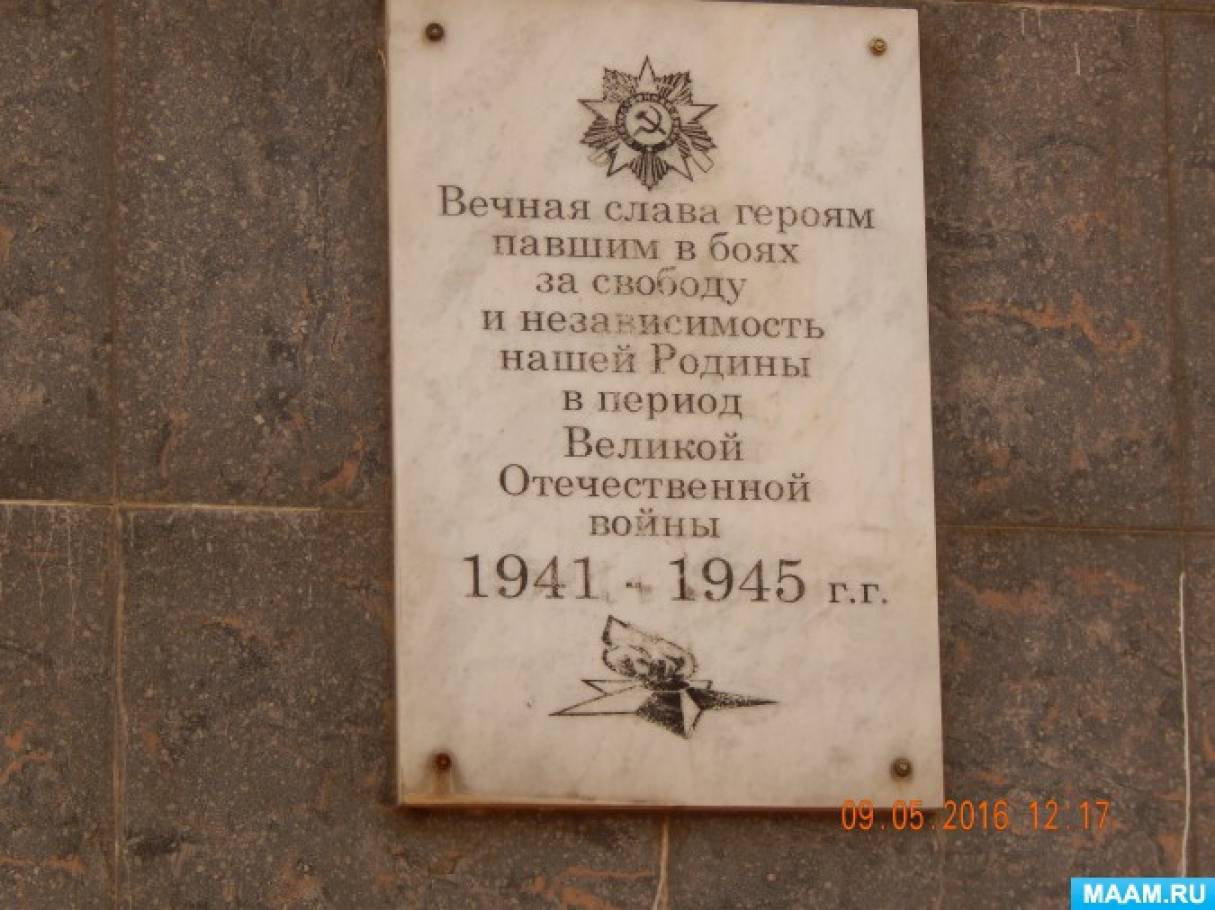 Вечная слава героям
павшим в боях
за свободу
и независимость
нашей Родины
в период
Великой
Отечественной
войны
1941 - 1945 г.г.
09.05.2016 12:17
MAAM.RU